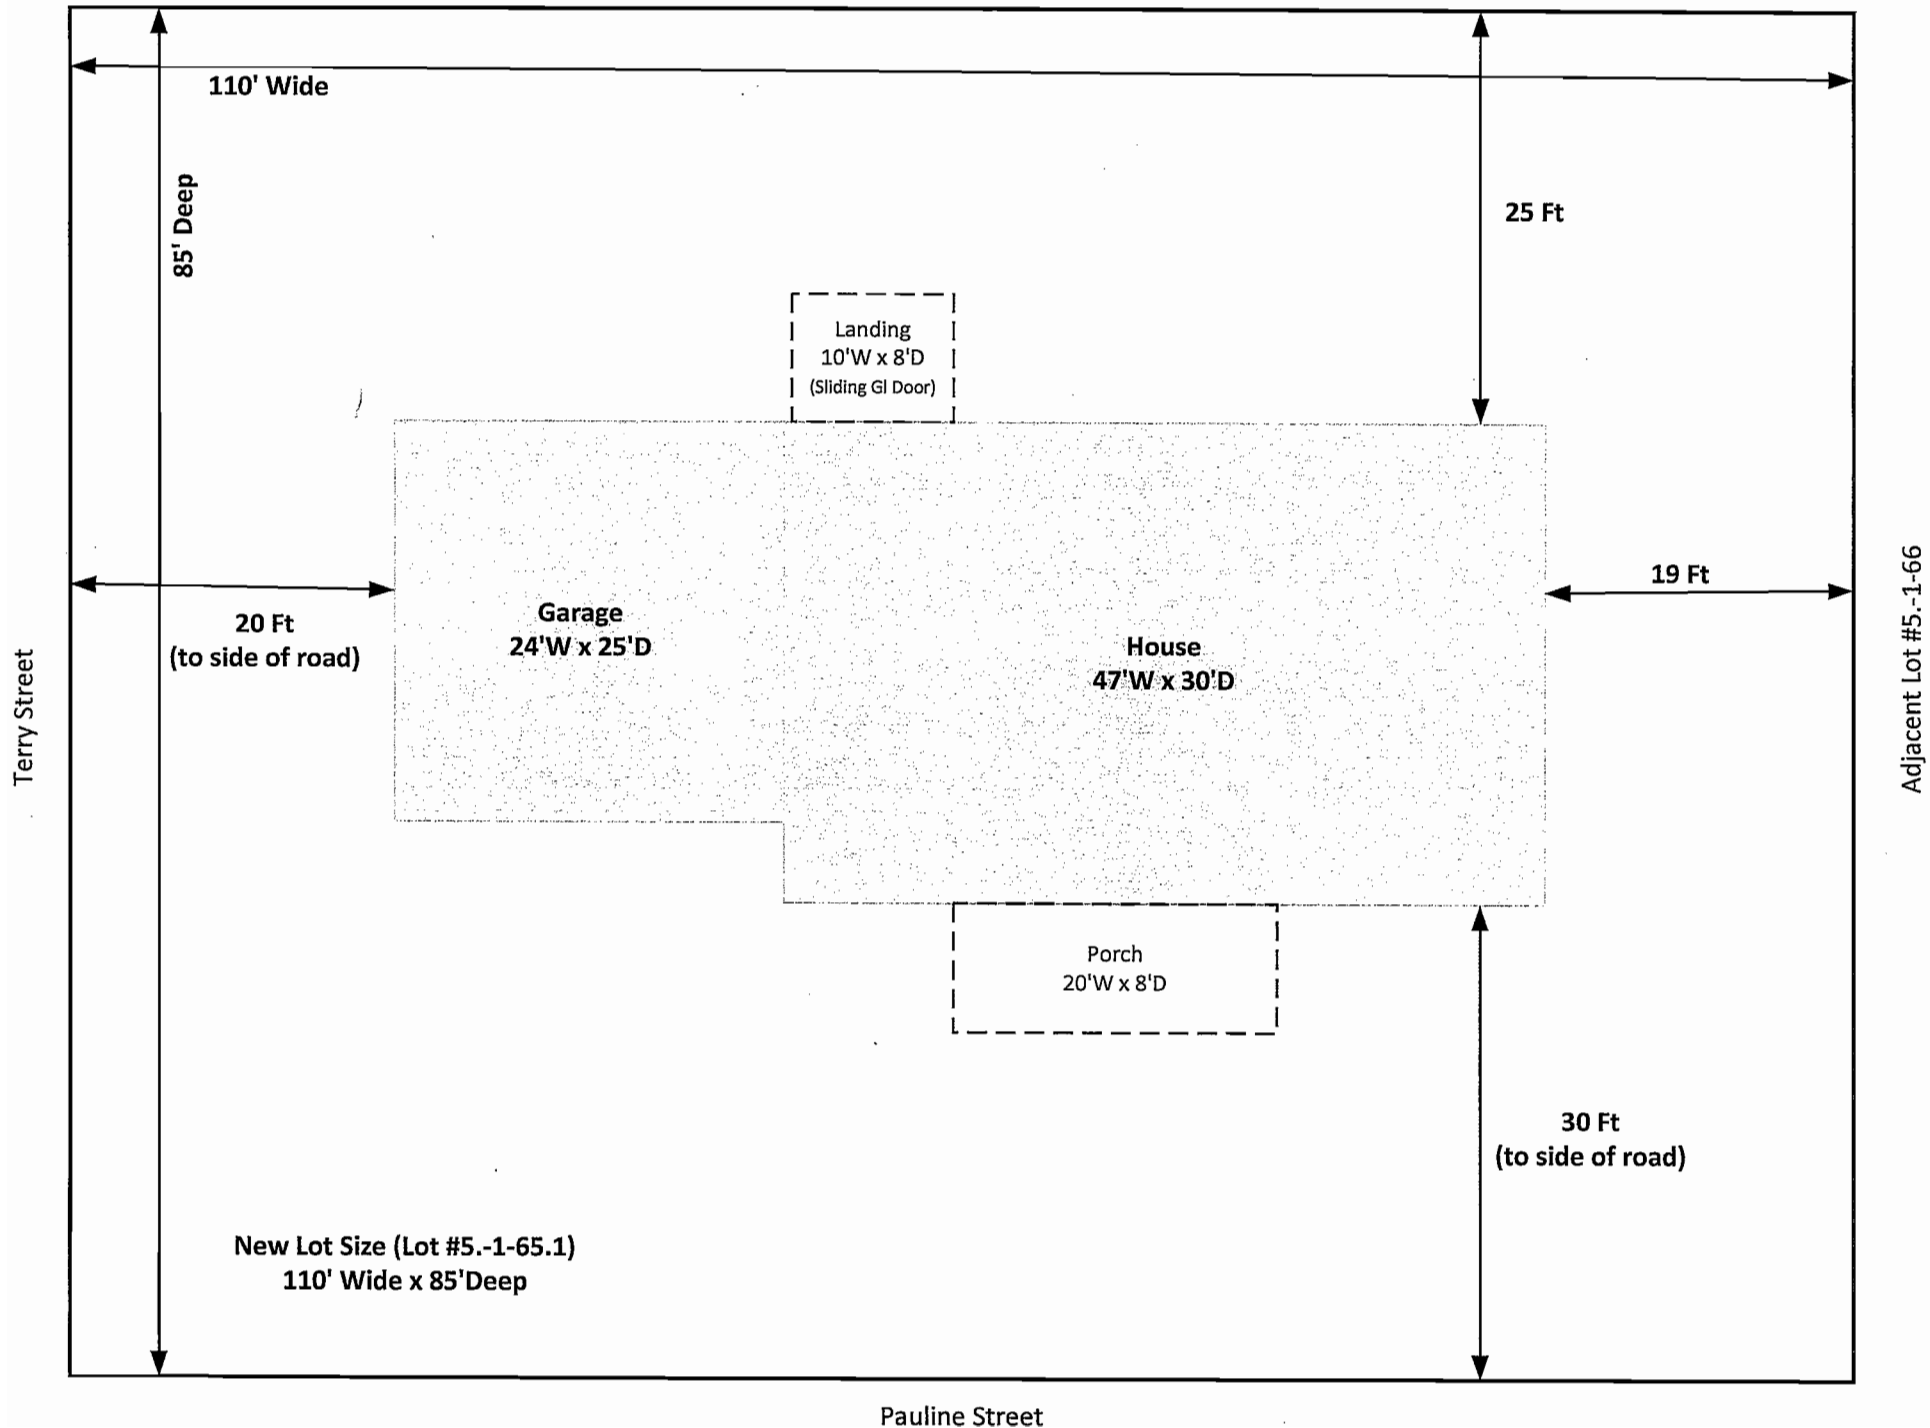 110' Wide
85' Deep
25 Ft
Landing
10'W x 8'D
(Sliding Gl Door)
19 Ft
Adjacent Lot #5.-1-66
Garage
24'W x 25'D
20 Ft
(to side of road)
House
47'W x 30'D
Terry Street
Porch
20'W x 8'D
30 Ft
(to side of road)
New Lot Size (Lot #5.-1-65.1)
110' Wide x 85'Deep
Pauline Street